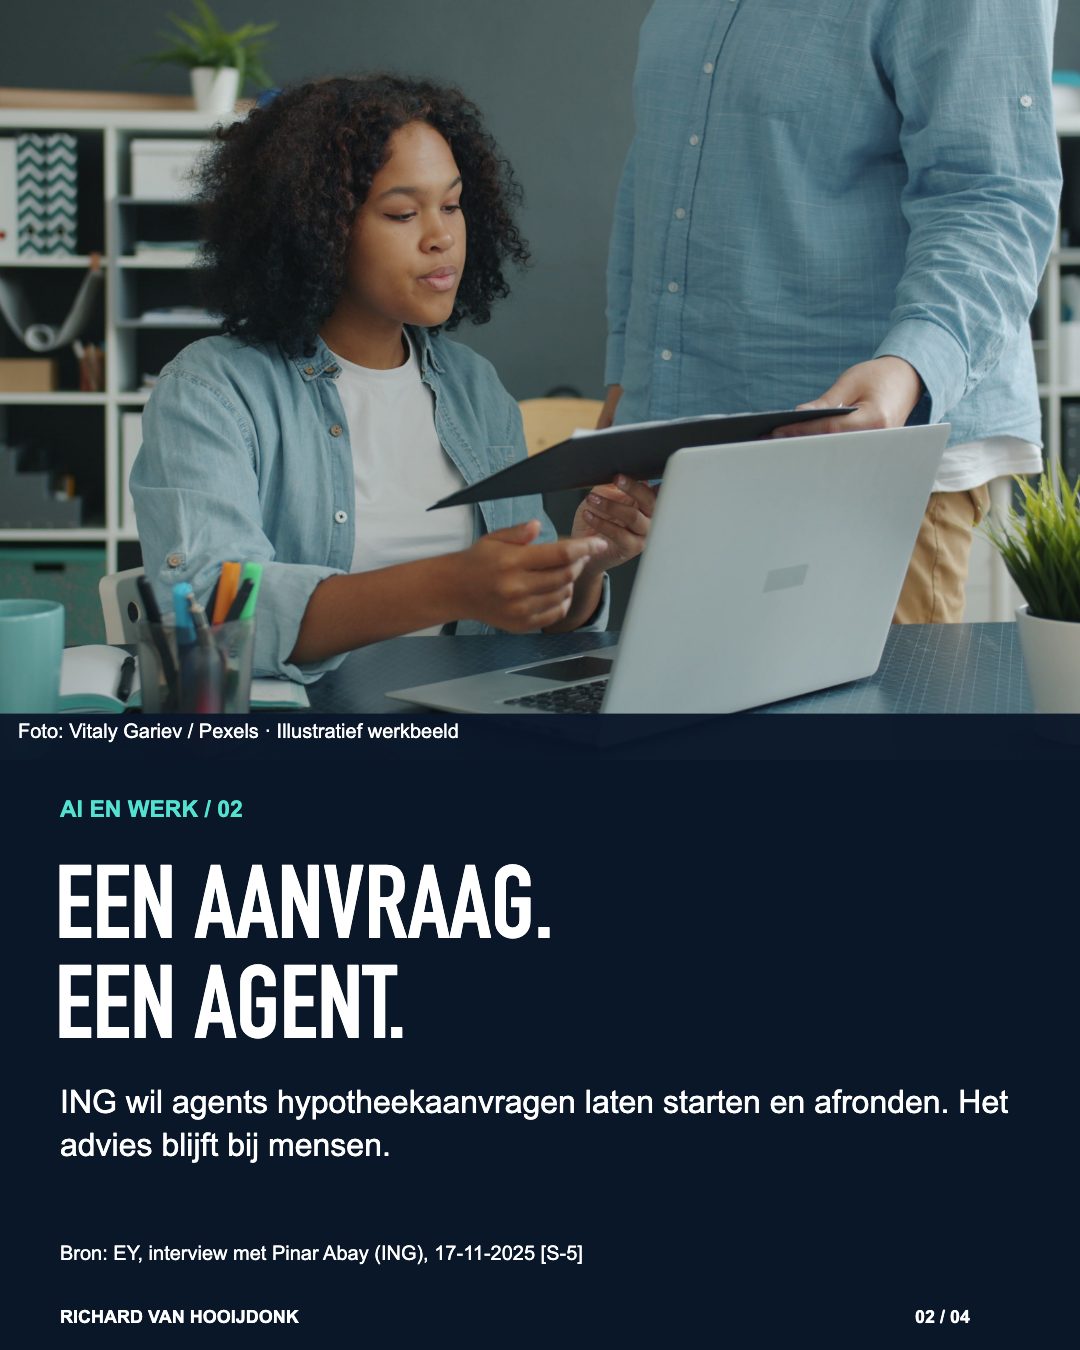 Foto: Vitaly Gariev / Pexels · Illustratief werkbeeld
AI EN WERK / 02
EEN AANVRAAG.
EEN AGENT.
ING wil agents hypotheekaanvragen laten starten en afronden. Het
advies blijft bij mensen.
Bron: EY, interview met Pinar Abay (ING), 17-11-2025 [S-5]
RICHARD VAN HOOIJDONK
02 / 04